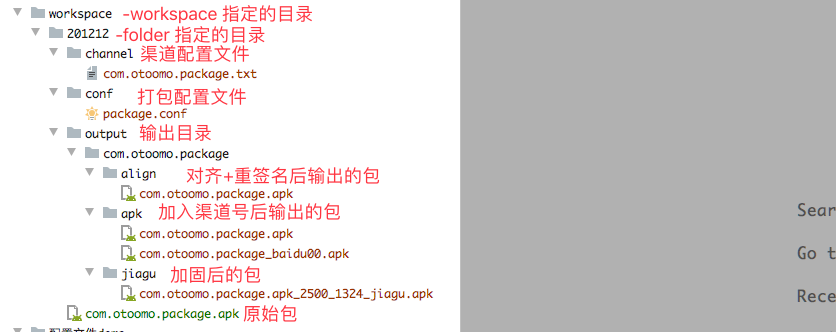 workspace -workspace 指定的目录
201212 -folder 指定的目录
channel 渠道配置文件
com.otoomo.package.txt
conf 打包配置文件
package.conf
output 输出目录
com.otoomo.package
align 对齐+重签名后输出的包
com.otoomo.package.apk
apk 加入渠道号后输出的包
com.otoomo.package.apk
com.otoomo.package_baidu00.apk
jiagu 加固后的包
com.otoomo.package.apk_2500_1324_jiagu.apk
com.otoomo.package.apk 原始包
Sear
Go t
Rece